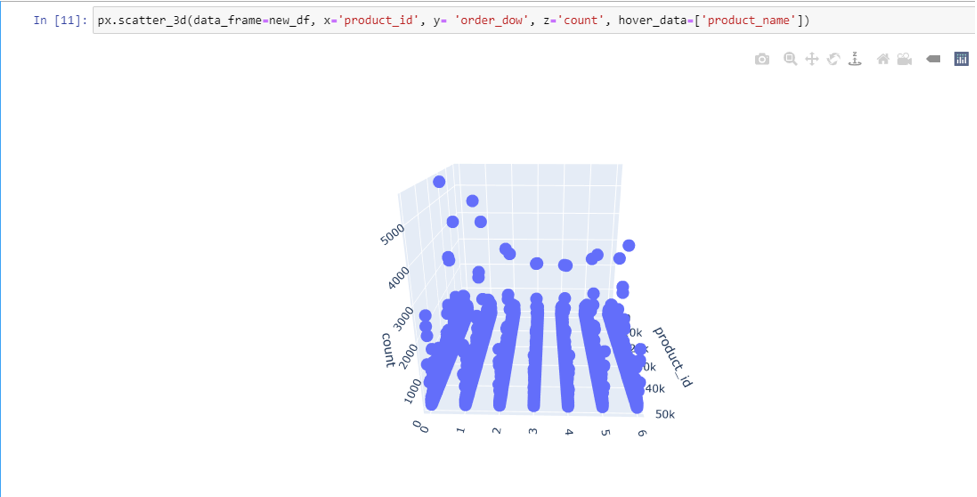 In [11]: px.scatter_3d(data_frame=new_df, x='product_id', y= 'order_dow', z='count', hover_data=['product_name'])
z
5000
4000
3000
2000
1000
0
count
product_id
40k
50k
0
1
2
3
4
5
6